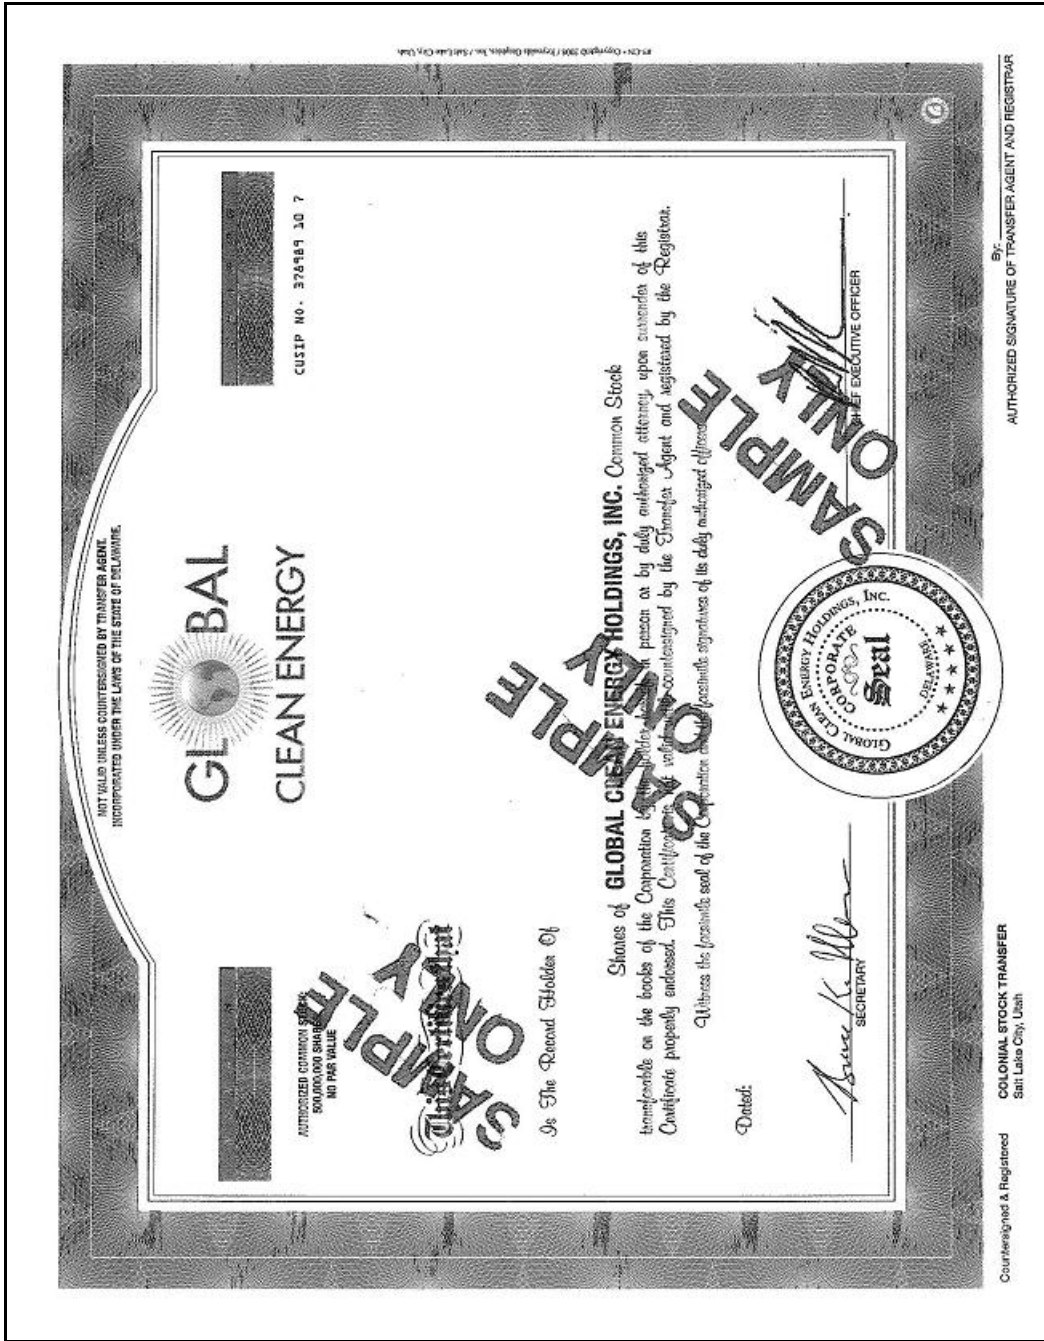 NOT VALID UNLESS COUNTERSIGNED BY TRANSFER AGENT.
INCORPORATED UNDER THE LAWS OF THE STATE OF DELAWARE.
GLOBAL
CLEAN ENERGY
AUTHORIZED COMMON STOCK:
500,000,000 SHARES
NO PAR VALUE
CUSIP NO. 378989 10 7
This Certifies that
SAMPLE
ONLY
Is The Record Holder Of
Shares of GLOBAL CLEAN ENERGY HOLDINGS, INC. Common Stock
transferable on the books of the Corporation by the holder in person or by duly authorized attorney, upon surrender of this
Certificate properly endorsed. This Certificate is not valid until countersigned by the Transfer Agent and registered by the Registrar.
Witness the facsimile seal of the Corporation and the facsimile signatures of its duly authorized officers.
SAMPLE
ONLY
SAMPLE
ONLY
Dated:
SECRETARY
GLOBAL CLEAN ENERGY HOLDINGS, INC.
CORPORATE
Seal
DELAWARE
CHIEF EXECUTIVE OFFICER
Countersigned & Registered
COLONIAL STOCK TRANSFER
Salt Lake City, Utah
By:
AUTHORIZED SIGNATURE OF TRANSFER AGENT AND REGISTRAR